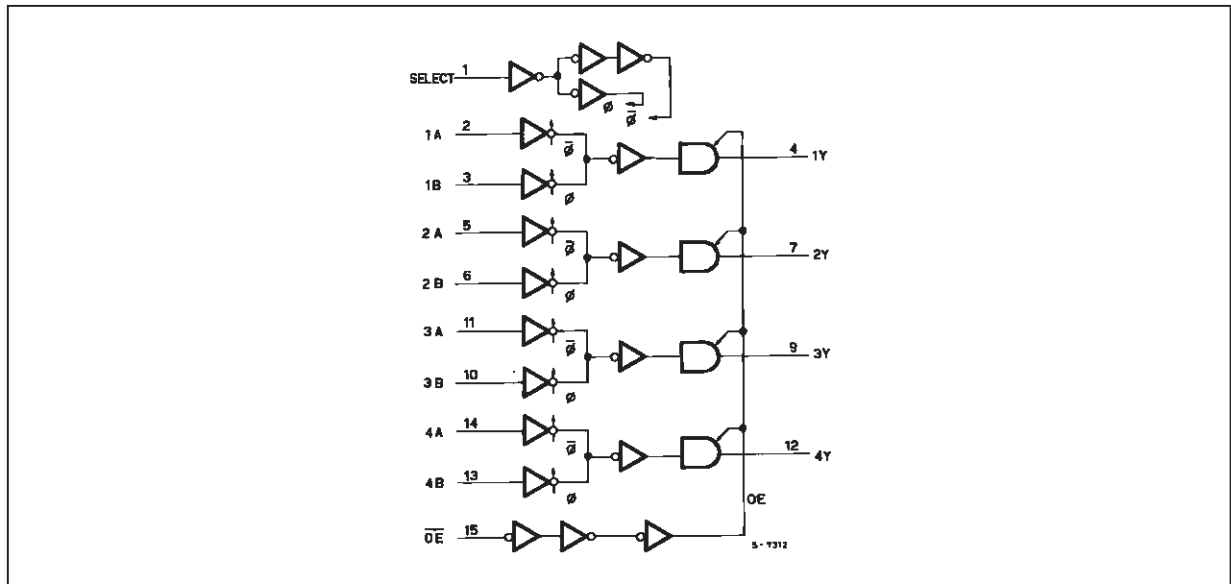 SELECT 1
ø
ø̅
1A 2
ø̅
4 1Y
1B 3
ø
2A 5
ø̅
7 2Y
2B 6
ø
3A 11
ø̅
9 3Y
3B 10
ø
4A 14
ø̅
12 4Y
4B 13
ø
OE
O̅E̅ 15
S-7312